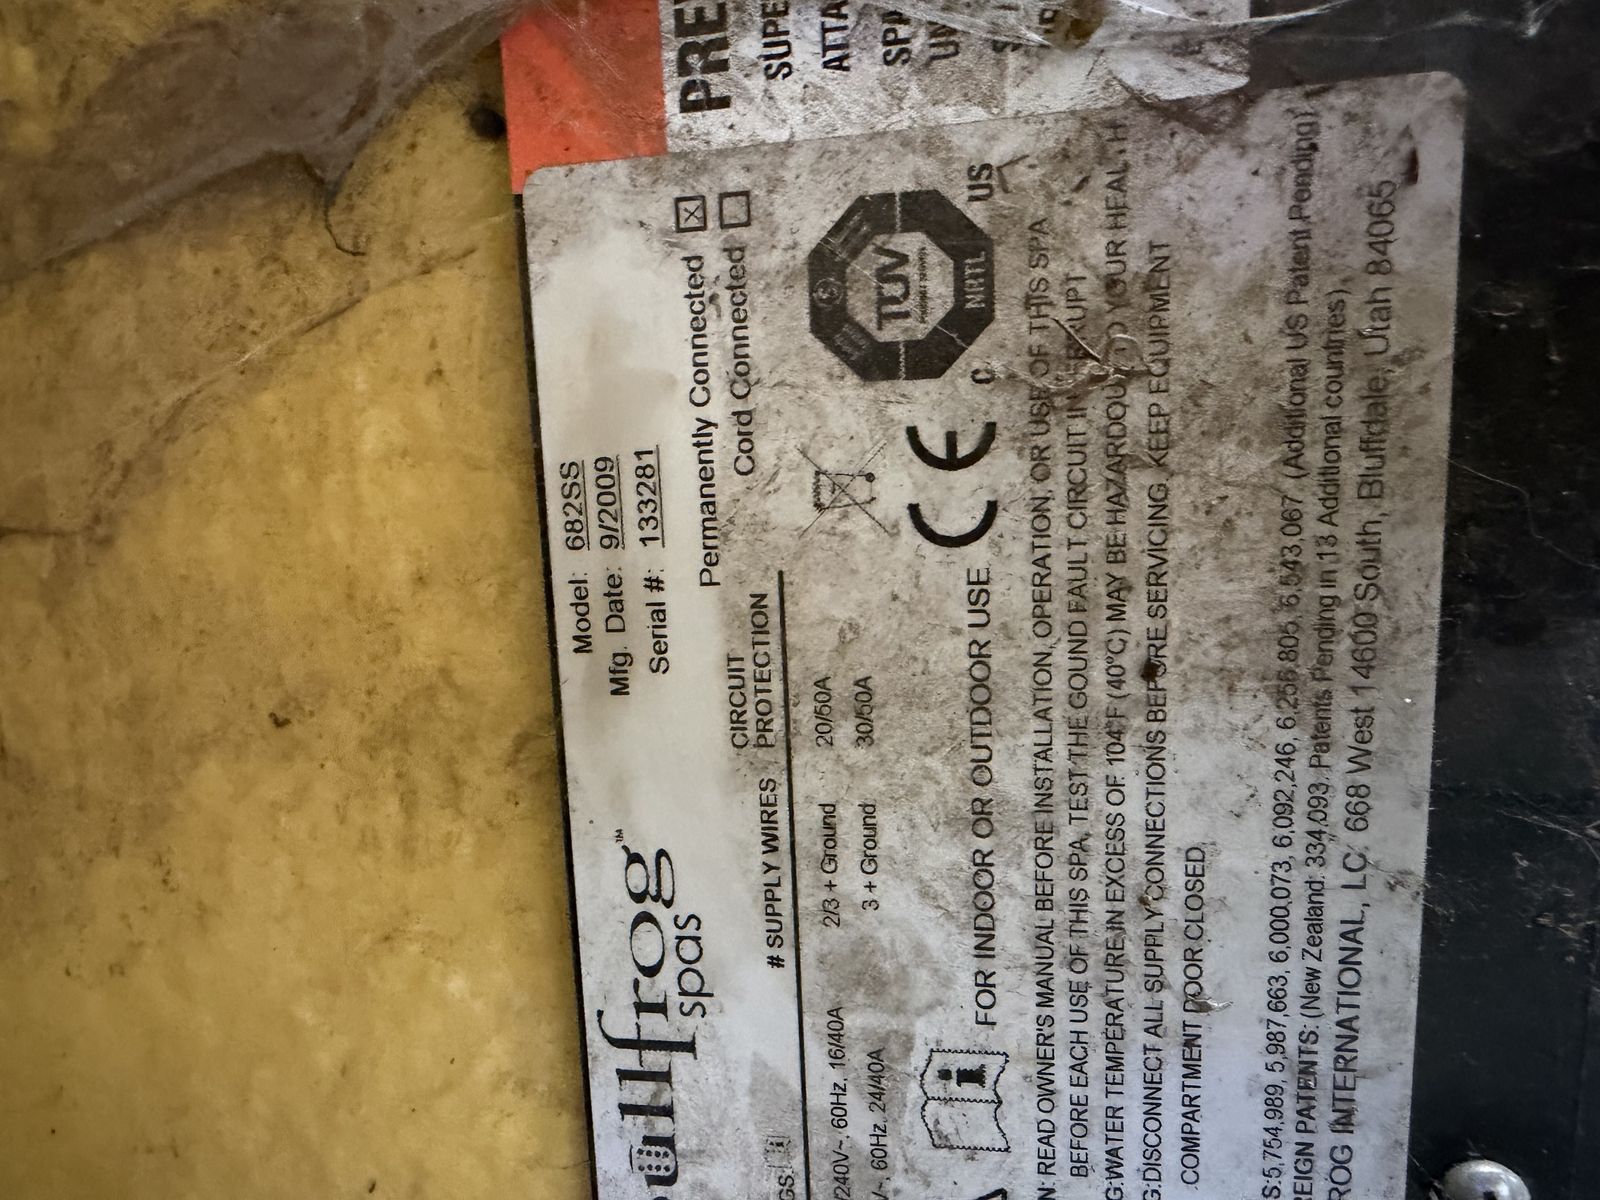 PRE
SUPE
ATTA
SPA
UN
ullfrog™
spas
Model: 682SS
Mfg. Date: 9/2009
Serial #: 133281
Permanently Connected ☒
Cord Connected ☐
# SUPPLY WIRES CIRCUIT PROTECTION
/240V~, 60Hz, 16/40A 2/3 + Ground 20/50A
/~, 60Hz, 24/40A 3 + Ground 30/50A
i FOR INDOOR OR OUTDOOR USE. CE
TUV
NRTL
C US
N: READ OWNER'S MANUAL BEFORE INSTALLATION, OPERATION, OR USE OF THIS SPA
BEFORE EACH USE OF THIS SPA, TEST THE GOUND FAULT CIRCUIT INTERRUPT
G:WATER TEMPERATURE IN EXCESS OF 104°F (40°C) MAY BE HAZARDOUS TO YOUR HEALTH
G:DISCONNECT ALL SUPPLY CONNECTIONS BEFORE SERVICING, KEEP EQUIPMENT
COMPARTMENT DOOR CLOSED.
S:5,754,989, 5,987,663, 6,000,073, 6,092,246, 6,256,805, 6,543,067 (Additional US Patent Pending)
EIGN PATENTS: (New Zealand: 334,093. Patents Pending in 13 Additional countries)
ROG INTERNATIONAL, LC. 668 West 14600 South, Bluffdale, Utah 84065